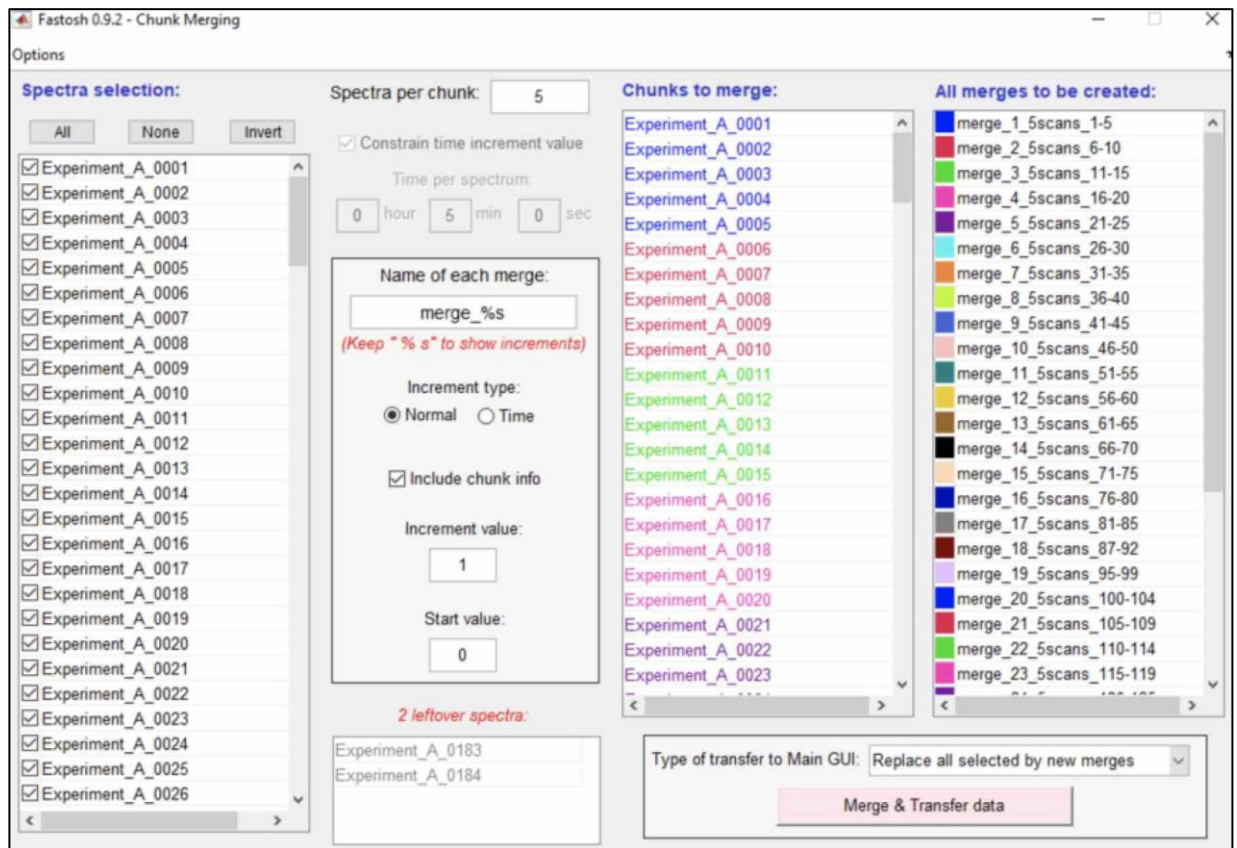 Fastosh 0.9.2 - Chunk Merging
Options
Spectra selection:
All None Invert
Experiment_A_0001
Experiment_A_0002
Experiment_A_0003
Experiment_A_0004
Experiment_A_0005
Experiment_A_0006
Experiment_A_0007
Experiment_A_0008
Experiment_A_0009
Experiment_A_0010
Experiment_A_0011
Experiment_A_0012
Experiment_A_0013
Experiment_A_0014
Experiment_A_0015
Experiment_A_0016
Experiment_A_0017
Experiment_A_0018
Experiment_A_0019
Experiment_A_0020
Experiment_A_0021
Experiment_A_0022
Experiment_A_0023
Experiment_A_0024
Experiment_A_0025
Experiment_A_0026
Spectra per chunk: 5
Constrain time increment value
Time per spectrum:
0 hour 5 min 0 sec
Name of each merge:
merge_%s
(Keep " % s" to show increments)
Increment type:
Normal Time
Include chunk info
Increment value:
1
Start value:
0
2 leftover spectra:
Experiment_A_0183
Experiment_A_0184
Chunks to merge:
Experiment_A_0001
Experiment_A_0002
Experiment_A_0003
Experiment_A_0004
Experiment_A_0005
Experiment_A_0006
Experiment_A_0007
Experiment_A_0008
Experiment_A_0009
Experiment_A_0010
Experiment_A_0011
Experiment_A_0012
Experiment_A_0013
Experiment_A_0014
Experiment_A_0015
Experiment_A_0016
Experiment_A_0017
Experiment_A_0018
Experiment_A_0019
Experiment_A_0020
Experiment_A_0021
Experiment_A_0022
Experiment_A_0023
All merges to be created:
merge_1_5scans_1-5
merge_2_5scans_6-10
merge_3_5scans_11-15
merge_4_5scans_16-20
merge_5_5scans_21-25
merge_6_5scans_26-30
merge_7_5scans_31-35
merge_8_5scans_36-40
merge_9_5scans_41-45
merge_10_5scans_46-50
merge_11_5scans_51-55
merge_12_5scans_56-60
merge_13_5scans_61-65
merge_14_5scans_66-70
merge_15_5scans_71-75
merge_16_5scans_76-80
merge_17_5scans_81-85
merge_18_5scans_87-92
merge_19_5scans_95-99
merge_20_5scans_100-104
merge_21_5scans_105-109
merge_22_5scans_110-114
merge_23_5scans_115-119
Type of transfer to Main GUI: Replace all selected by new merges
Merge & Transfer data